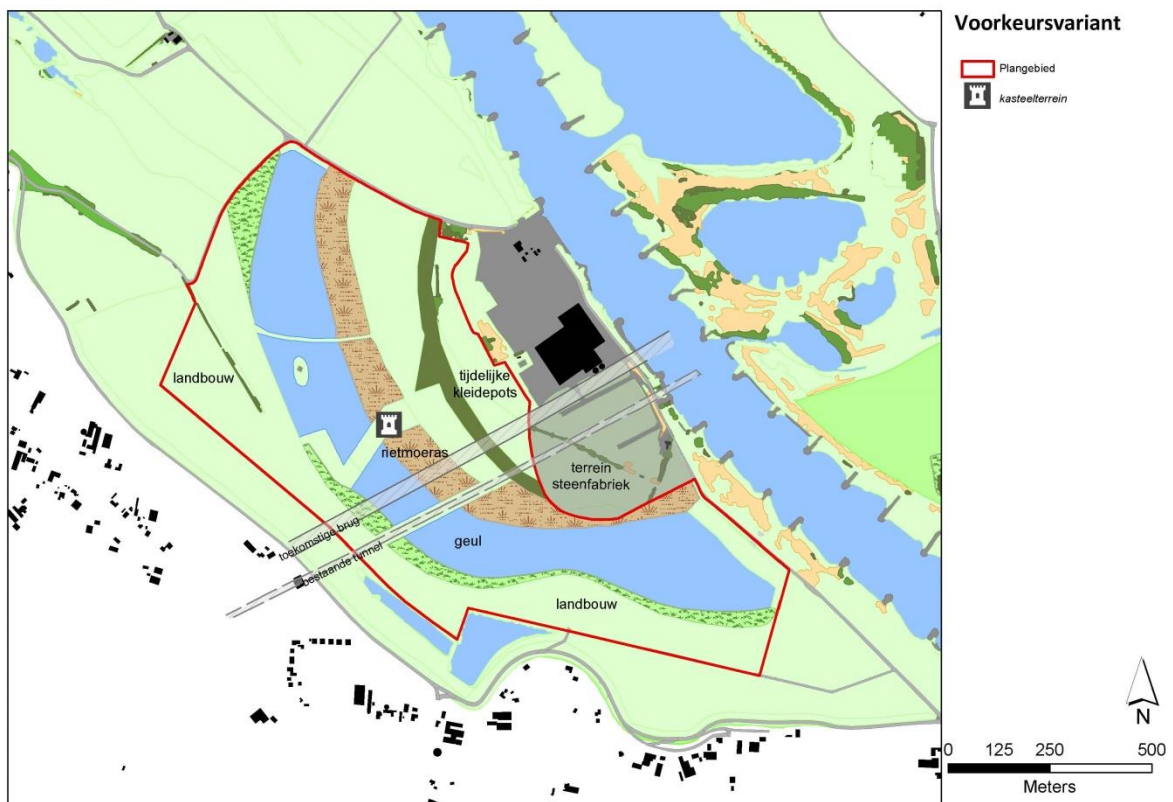 Voorkeursvariant
Plangebied
kasteelterrein
landbouw
tijdelijke
kleidepots
rietmoeras
terrein
steenfabriek
toekomstige brug
geul
bestaande tunnel
landbouw
N
0 125 250 500
Meters